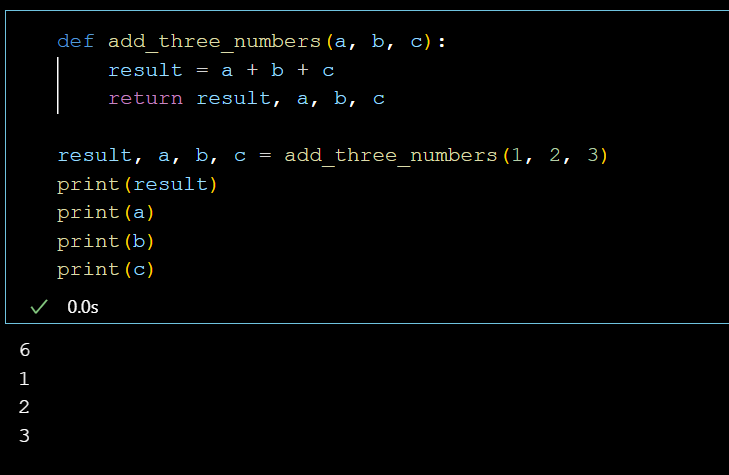 def add_three_numbers(a, b, c):
    result = a + b + c
    return result, a, b, c
result, a, b, c = add_three_numbers(1, 2, 3)
print(result)
print(a)
print(b)
print(c)
0.0s
6
1
2
3